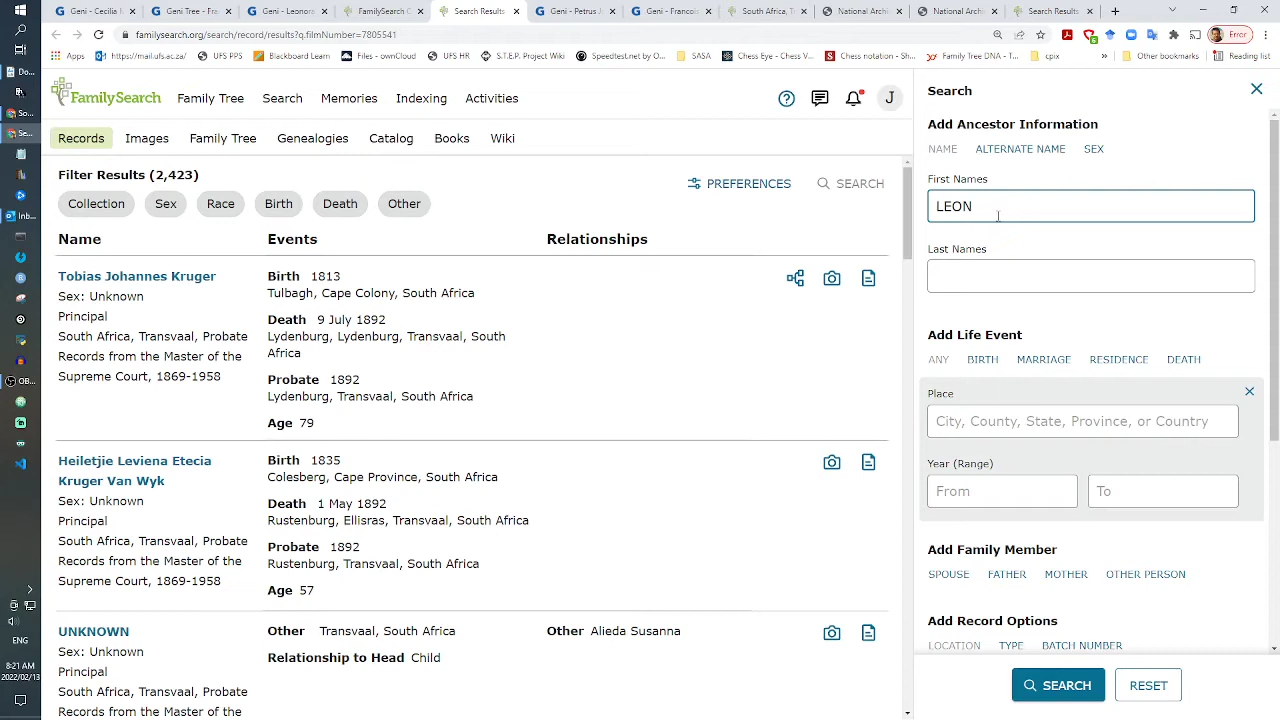 Geni - Cecilia
Geni Tree - Fra
Geni - Leonora
FamilySearch C
Search Results
Geni - Petrus J
Geni - Francois
South Africa, T
National Archi
National Archi
Search Results
familysearch.org/search/record/results?q.filmNumber=7805541
Error
Apps
https://mail.ufs.ac.za/
UFS PPS
Blackboard Learn
Files - ownCloud
UFS HR
S.T.E.P. Project Wiki
Speedtest.net by O...
SASA
Chess Eye - Chess V...
Chess notation - Sh...
Family Tree DNA - T...
cpix
»
Other bookmarks
Reading list
FamilySearch
Family Tree
Search
Memories
Indexing
Activities
J
Records
Images
Family Tree
Genealogies
Catalog
Books
Wiki
Filter Results (2,423)
PREFERENCES
SEARCH
Collection
Sex
Race
Birth
Death
Other
Name
Events
Relationships
Tobias Johannes Kruger
Sex: Unknown
Principal
South Africa, Transvaal, Probate
Records from the Master of the
Supreme Court, 1869-1958
Birth 1813
Tulbagh, Cape Colony, South Africa
Death 9 July 1892
Lydenburg, Lydenburg, Transvaal, South
Africa
Probate 1892
Lydenburg, Transvaal, South Africa
Age 79
Heiletjie Leviena Etecia
Kruger Van Wyk
Sex: Unknown
Principal
South Africa, Transvaal, Probate
Records from the Master of the
Supreme Court, 1869-1958
Birth 1835
Colesberg, Cape Province, South Africa
Death 1 May 1892
Rustenburg, Ellisras, Transvaal, South Africa
Probate 1892
Rustenburg, Transvaal, South Africa
Age 57
UNKNOWN
Sex: Unknown
Principal
South Africa, Transvaal, Probate
Records from the Master of the
Other Transvaal, South Africa
Relationship to Head Child
Other Alieda Susanna
Search
Add Ancestor Information
NAME
ALTERNATE NAME
SEX
First Names
LEON
Last Names
Add Life Event
ANY
BIRTH
MARRIAGE
RESIDENCE
DEATH
Place
City, County, State, Province, or Country
Year (Range)
From
To
Add Family Member
SPOUSE
FATHER
MOTHER
OTHER PERSON
Add Record Options
LOCATION
TYPE
BATCH NUMBER
SEARCH
RESET
Do...
So...
Se...
Inb...
OB...
ENG
8:21 AM
2022/02/13